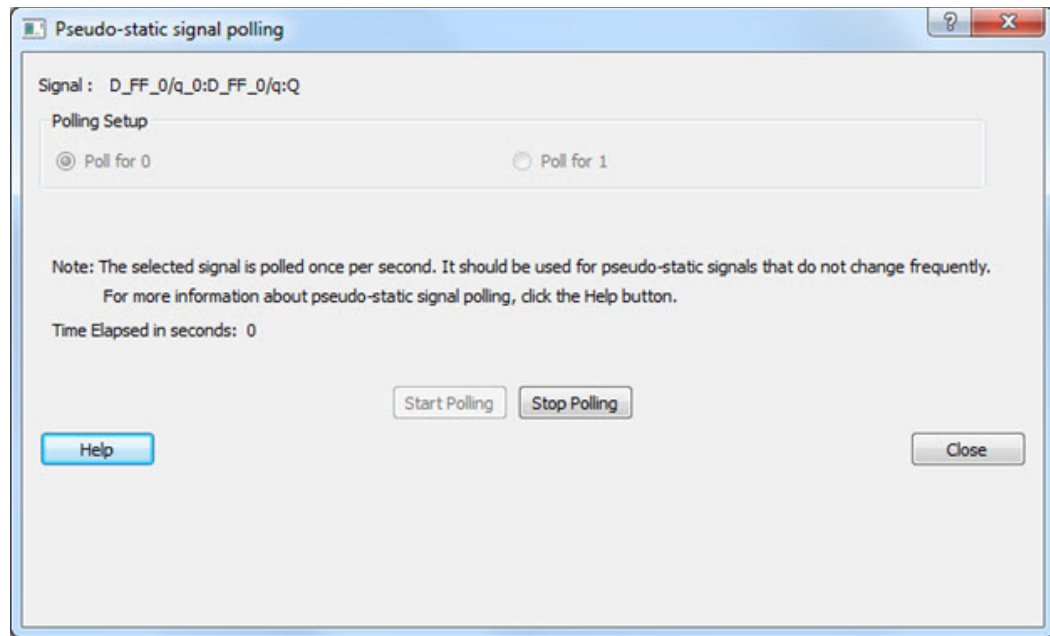 Pseudo-static signal polling
?
Signal : D_FF_0/q_0:D_FF_0/q:Q
Polling Setup
Poll for 0
Poll for 1
Note: The selected signal is polled once per second. It should be used for pseudo-static signals that do not change frequently.
For more information about pseudo-static signal polling, click the Help button.
Time Elapsed in seconds: 0
Start Polling
Stop Polling
Help
Close